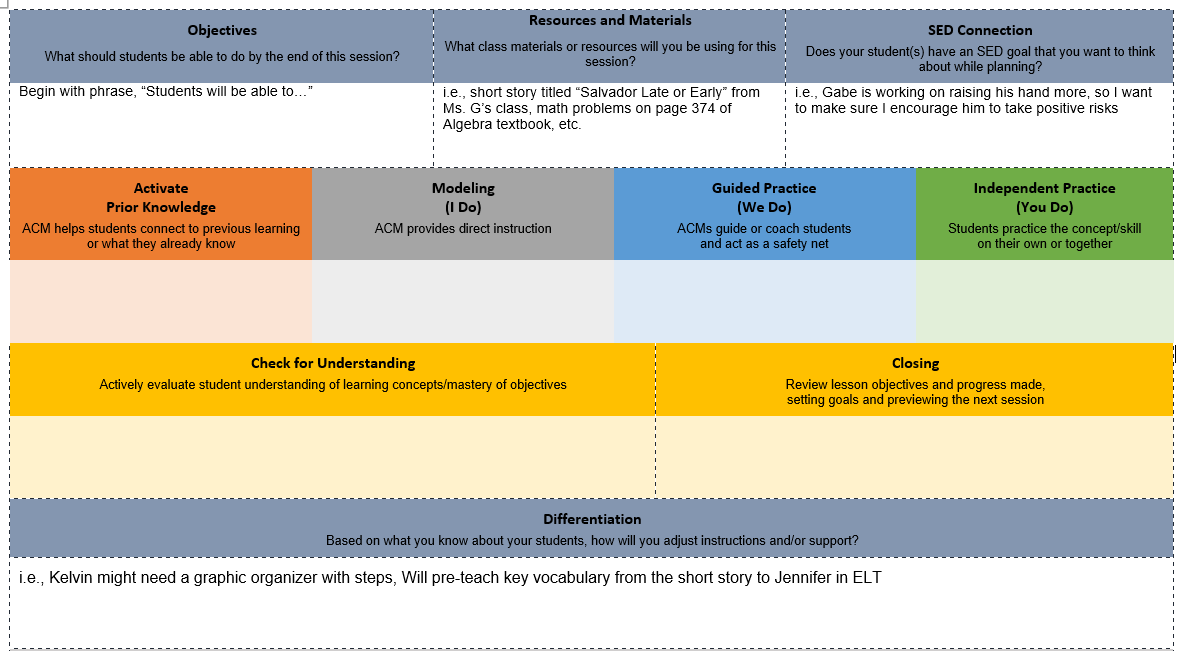 Objectives
What should students be able to do by the end of this session?
Resources and Materials
What class materials or resources will you be using for this
session?
SED Connection
Does your student(s) have an SED goal that you want to think
about while planning?
Begin with phrase, “Students will be able to…”
i.e., short story titled “Salvador Late or Early” from
Ms. G’s class, math problems on page 374 of
Algebra textbook, etc.
i.e., Gabe is working on raising his hand more, so I want
to make sure I encourage him to take positive risks
Activate
Prior Knowledge
ACM helps students connect to previous learning
or what they already know
Modeling
(I Do)
ACM provides direct instruction
Guided Practice
(We Do)
ACMs guide or coach students
and act as a safety net
Independent Practice
(You Do)
Students practice the concept/skill
on their own or together
Check for Understanding
Actively evaluate student understanding of learning concepts/mastery of objectives
Closing
Review lesson objectives and progress made,
setting goals and previewing the next session
Differentiation
Based on what you know about your students, how will you adjust instructions and/or support?
i.e., Kelvin might need a graphic organizer with steps, Will pre-teach key vocabulary from the short story to Jennifer in ELT